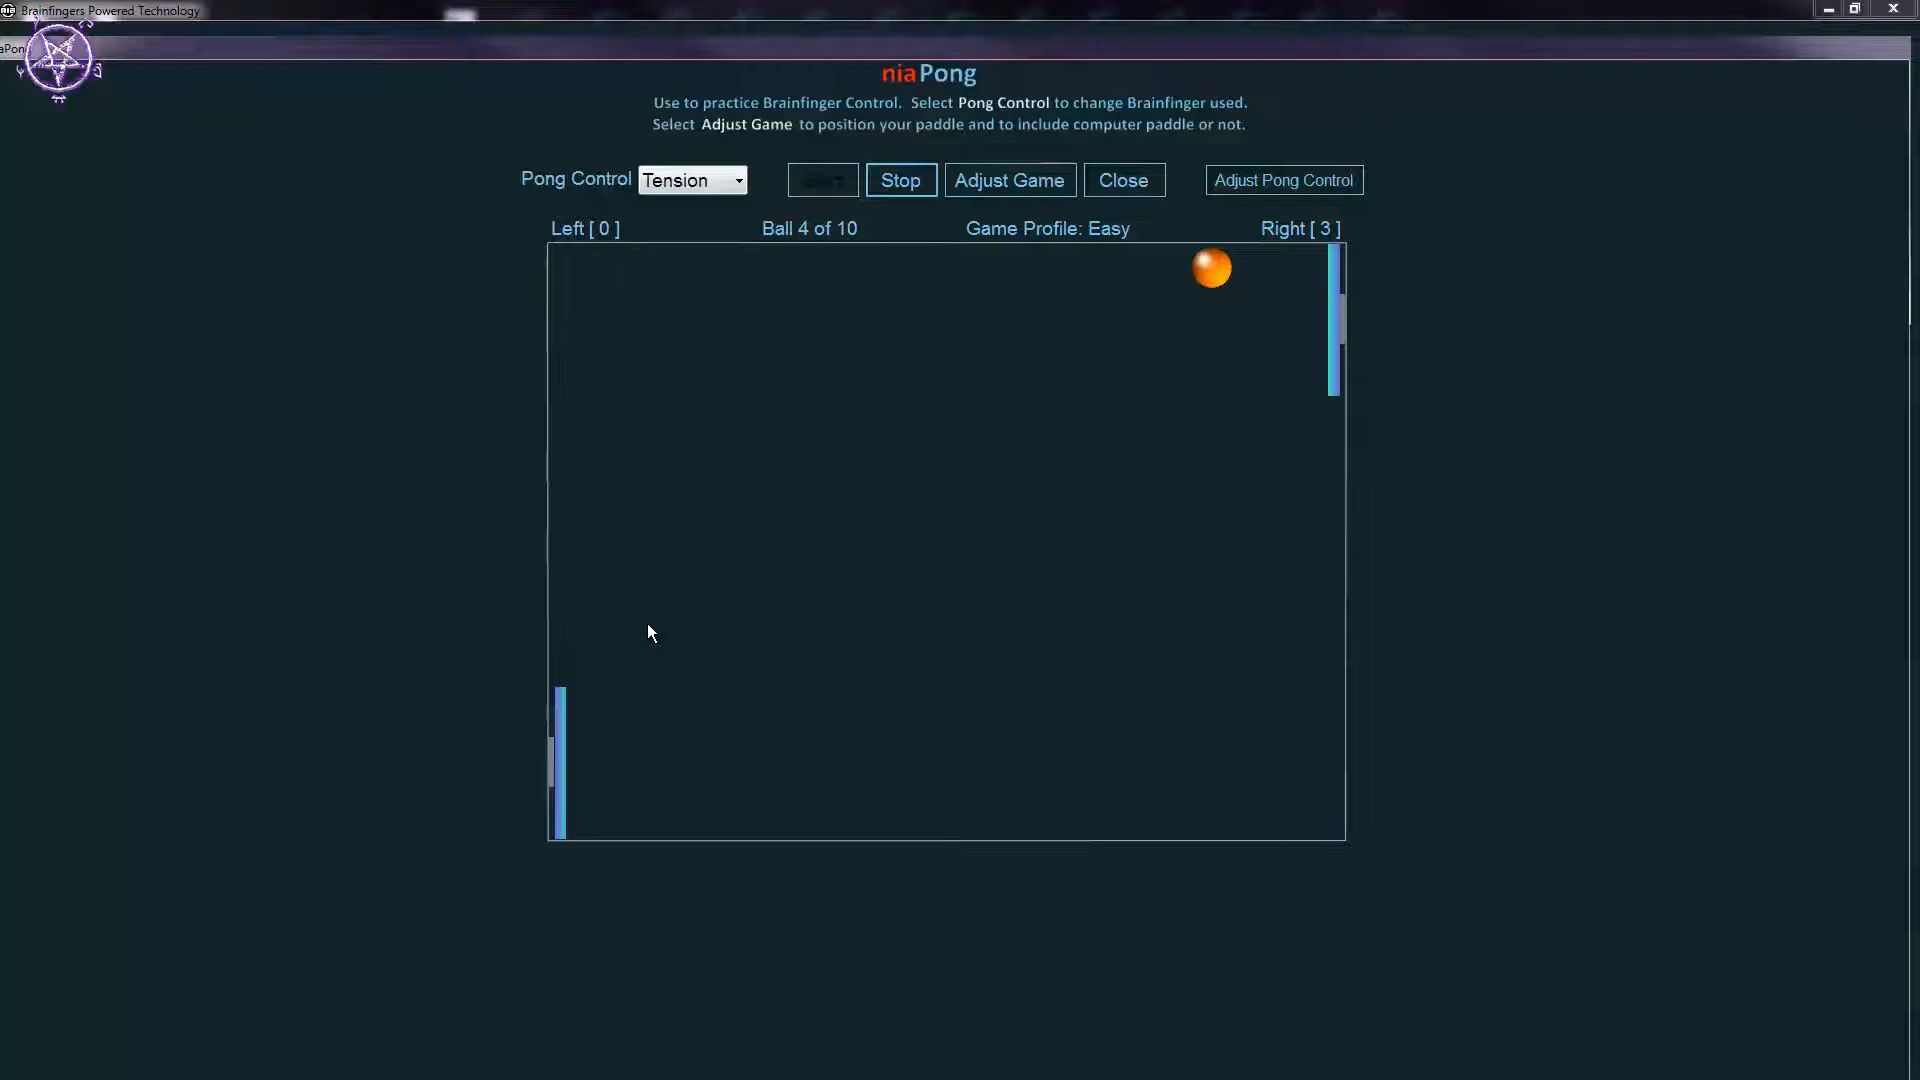 Brainfingers Powered Technology
aPon
niaPong
Use to practice Brainfinger Control. Select Pong Control to change Brainfinger used.
Select Adjust Game to position your paddle and to include computer paddle or not.
Pong Control Tension Stop Adjust Game Close Adjust Pong Control
Left [ 0 ] Ball 4 of 10 Game Profile: Easy Right [ 3 ]